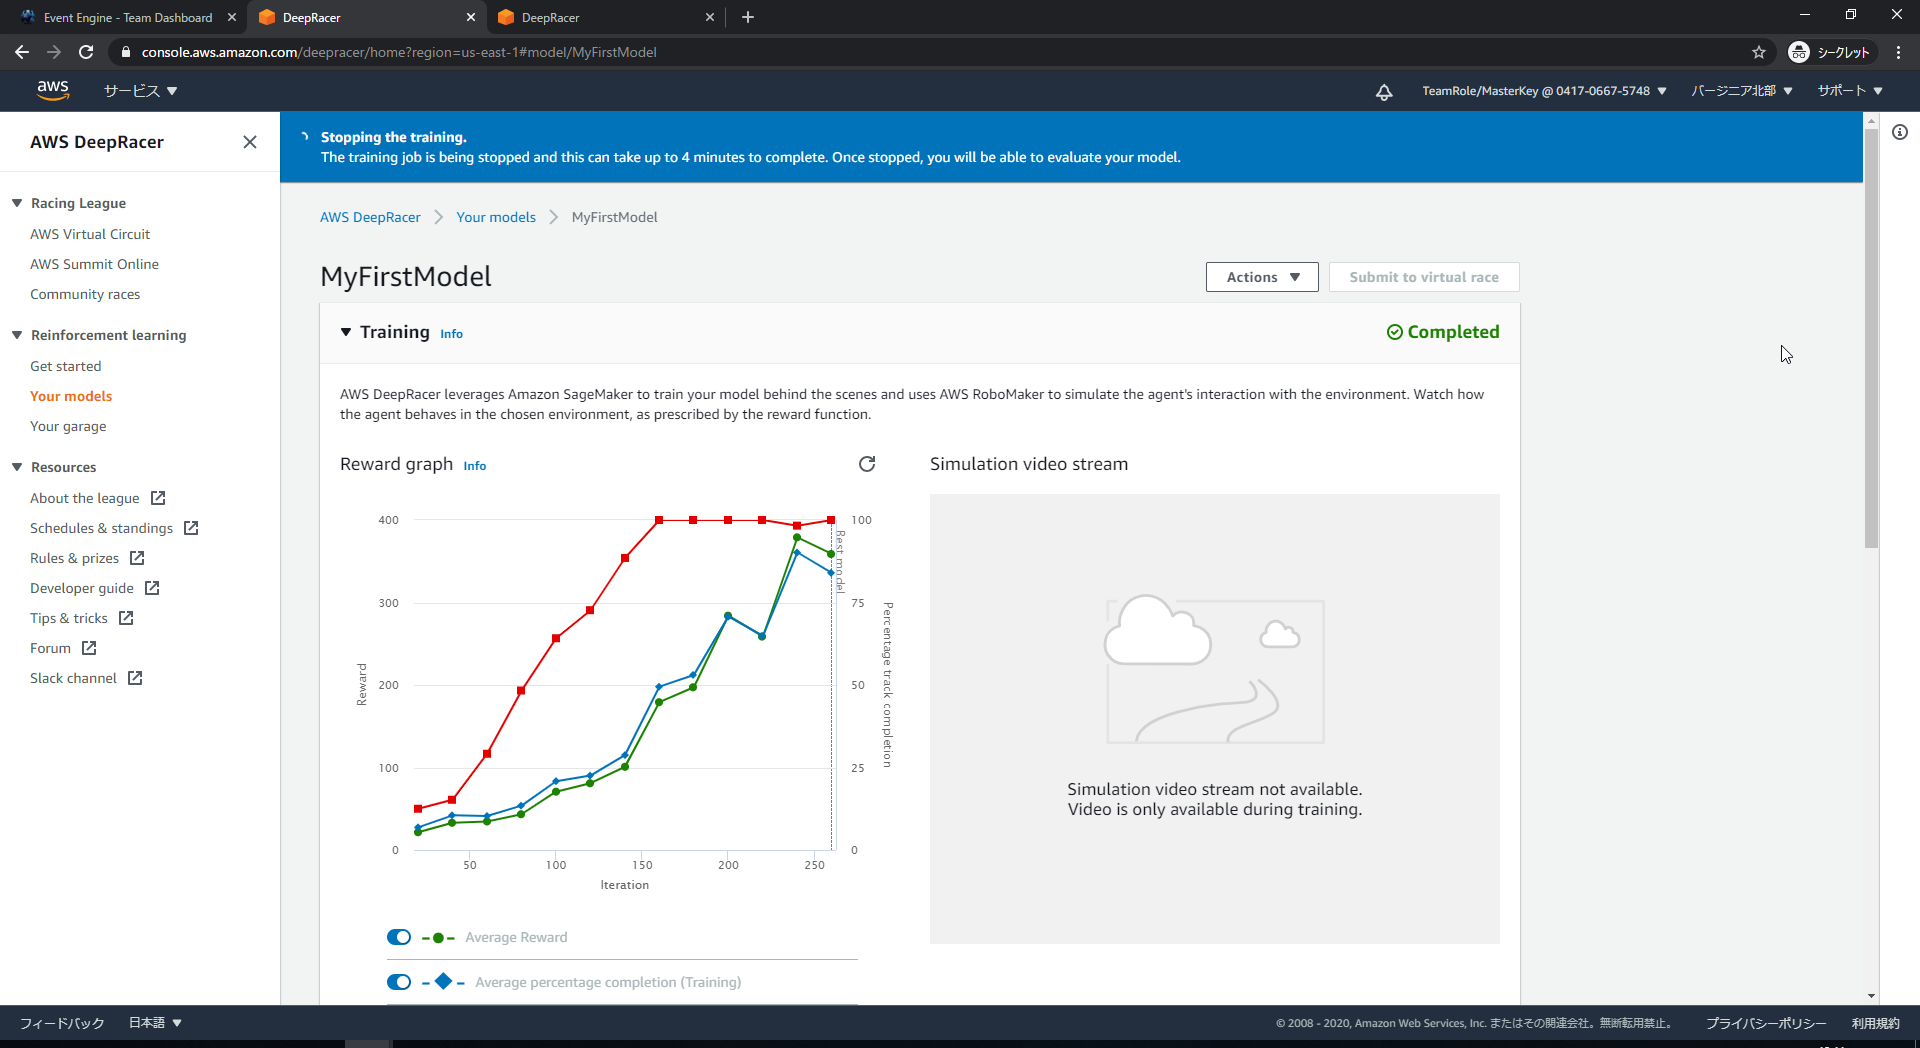 Event Engine - Team Dashboard
DeepRacer
DeepRacer
console.aws.amazon.com/deepracer/home?region=us-east-1#model/MyFirstModel
シークレット
aws
サービス
TeamRole/MasterKey @ 0417-0667-5748
バージニア北部
サポート
AWS DeepRacer
Racing League
AWS Virtual Circuit
AWS Summit Online
Community races
Reinforcement learning
Get started
Your models
Your garage
Resources
About the league
Schedules & standings
Rules & prizes
Developer guide
Tips & tricks
Forum
Slack channel
Stopping the training.
The training job is being stopped and this can take up to 4 minutes to complete. Once stopped, you will be able to evaluate your model.
AWS DeepRacer
Your models
MyFirstModel
MyFirstModel
Actions
Submit to virtual race
Training Info
Completed
AWS DeepRacer leverages Amazon SageMaker to train your model behind the scenes and uses AWS RoboMaker to simulate the agent's interaction with the environment. Watch how
the agent behaves in the chosen environment, as prescribed by the reward function.
Reward graph Info
400
300
200
100
0
Reward
50
100
150
200
250
Iteration
100
75
50
25
0
Percentage track completion
Best model
Average Reward
Average percentage completion (Training)
Simulation video stream
Simulation video stream not available.
Video is only available during training.
フィードバック
日本語
© 2008 - 2020, Amazon Web Services, Inc. またはその関連会社。無断転用禁止。
プライバシーポリシー
利用規約